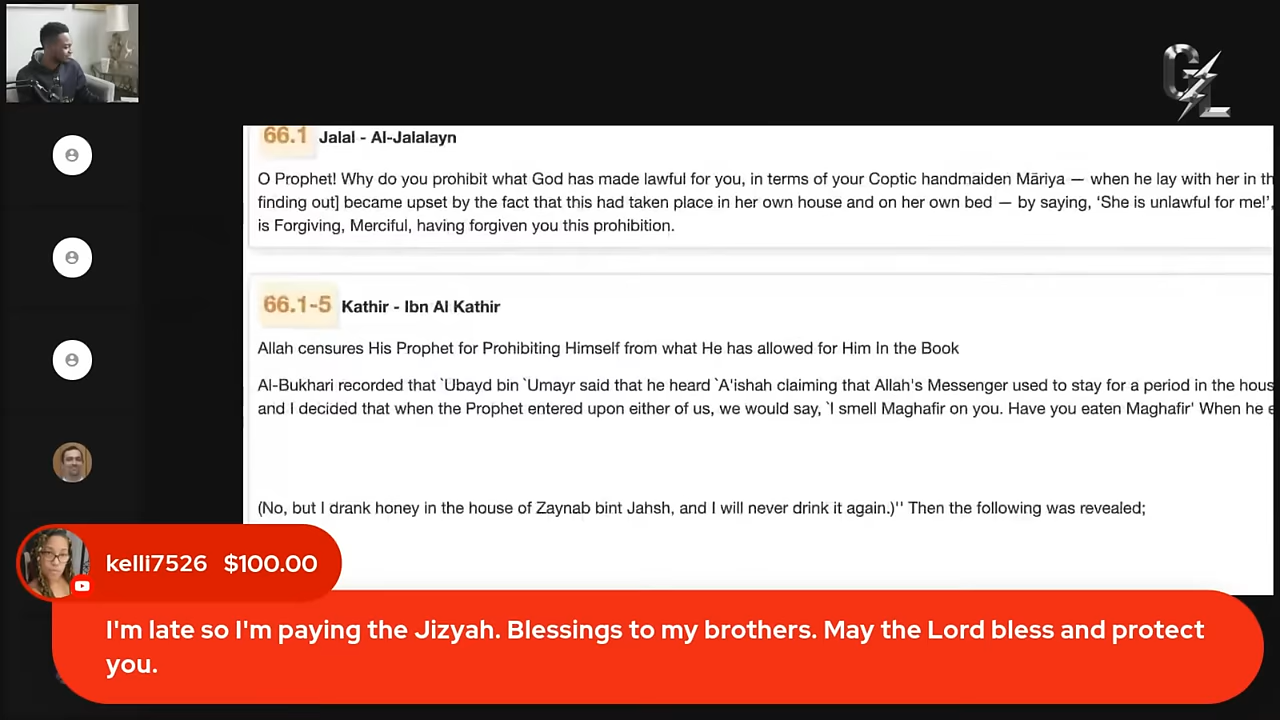 GL
66.1 Jalal - Al-Jalalayn
O Prophet! Why do you prohibit what God has made lawful for you, in terms of your Coptic handmaiden Māriya — when he lay with her in th
finding out] became upset by the fact that this had taken place in her own house and on her own bed — by saying, ‘She is unlawful for me!’,
is Forgiving, Merciful, having forgiven you this prohibition.
66.1-5 Kathir - Ibn Al Kathir
Allah censures His Prophet for Prohibiting Himself from what He has allowed for Him In the Book
Al-Bukhari recorded that `Ubayd bin `Umayr said that he heard `A'ishah claiming that Allah's Messenger used to stay for a period in the hous
and I decided that when the Prophet entered upon either of us, we would say, `I smell Maghafir on you. Have you eaten Maghafir' When he e
(No, but I drank honey in the house of Zaynab bint Jahsh, and I will never drink it again.)'' Then the following was revealed;
kelli7526 $100.00
I'm late so I'm paying the Jizyah. Blessings to my brothers. May the Lord bless and protect
you.